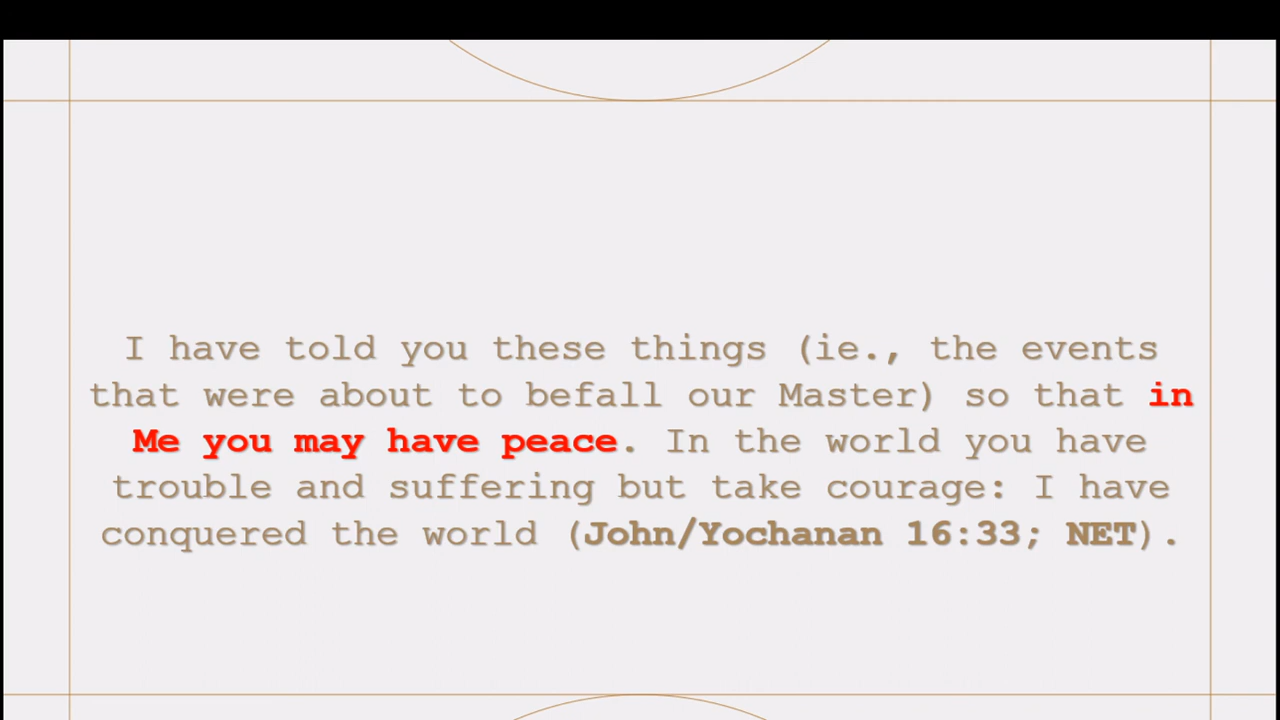 I have told you these things (ie., the events
that were about to befall our Master) so that in
Me you may have peace. In the world you have
trouble and suffering but take courage: I have
conquered the world (John/Yochanan 16:33; NET).